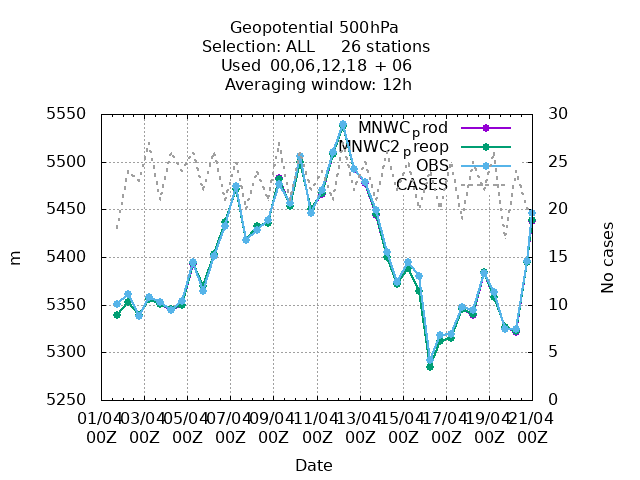 Geopotential 500hPa
Selection: ALL 26 stations
Used 00,06,12,18 + 06
Averaging window: 12h
5550
5500
5450
5400
5350
5300
5250
m
30
25
20
15
10
5
0
No cases
MNWCprod
MNWC2preop
OBS
CASES
01/04 03/04 05/04 07/04 09/04 11/04 13/04 15/04 17/04 19/04 21/04
00Z 00Z 00Z 00Z 00Z 00Z 00Z 00Z 00Z 00Z 00Z
Date